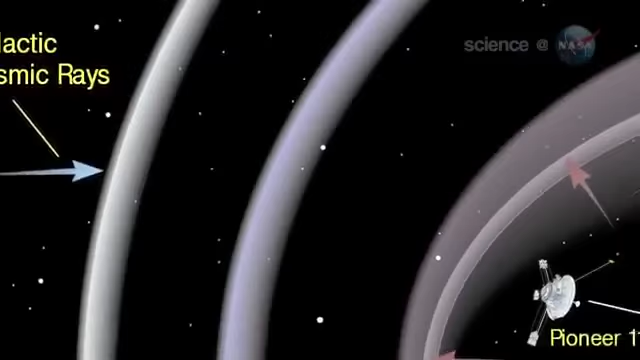 lactic
smic Rays
science @ NASA
Pioneer 1